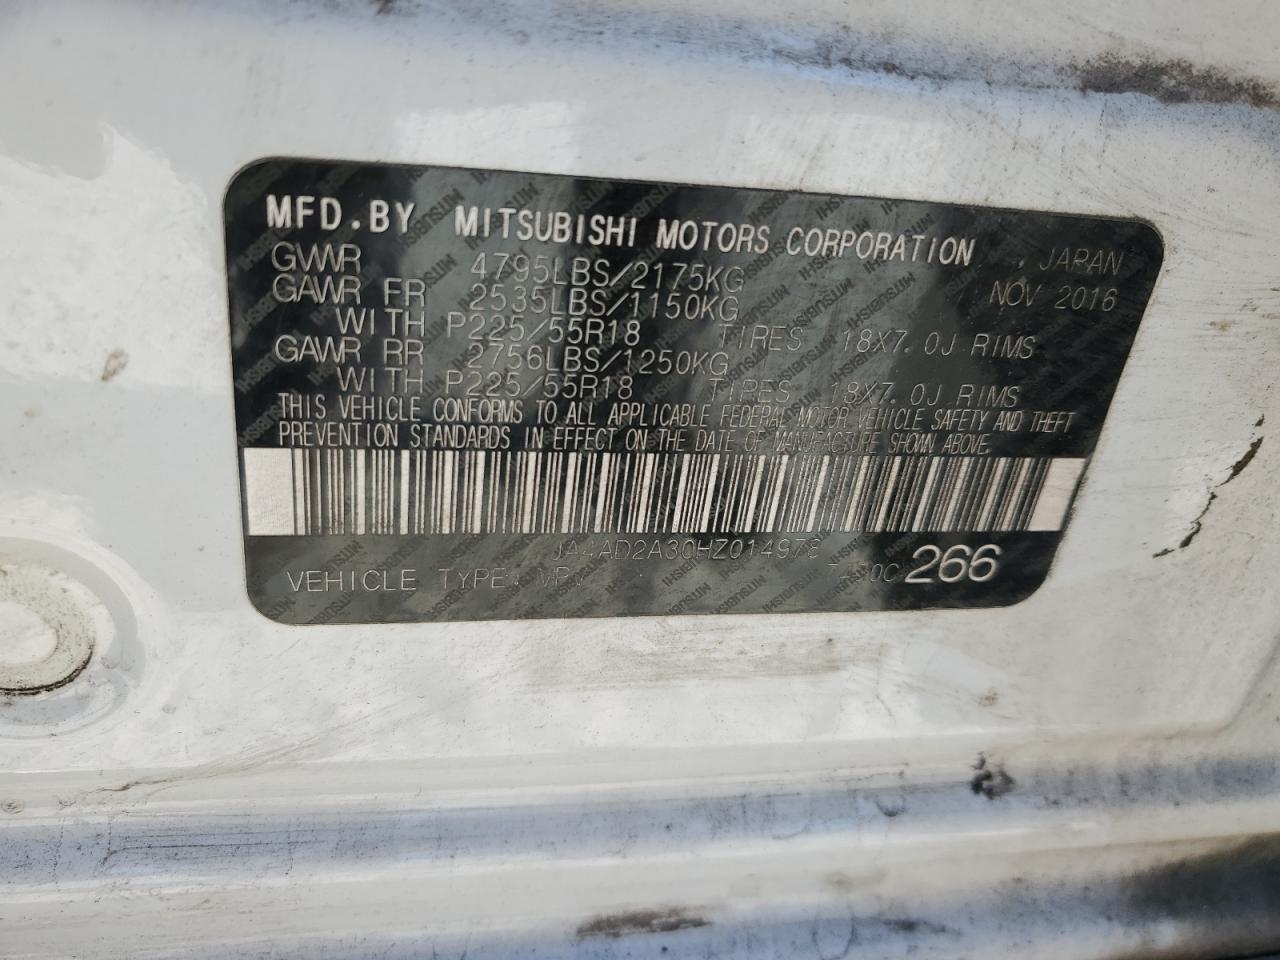 MFD.BY MITSUBISHI MOTORS CORPORATION
JAPAN
GVWR 4795LBS/2175KG
NOV 2016
GAWR FR 2535LBS/1150KG
WITH P225/55R18 TIRES 18X7.0J RIMS
GAWR RR 2756LBS/1250KG
WITH P225/55R18 TIRES 18X7.0J RIMS
THIS VEHICLE CONFORMS TO ALL APPLICABLE FEDERAL MOTOR VEHICLE SAFETY AND THEFT
PREVENTION STANDARDS IN EFFECT ON THE DATE OF MANUFACTURE SHOWN ABOVE.
VEHICLE TYPE: MPV 266